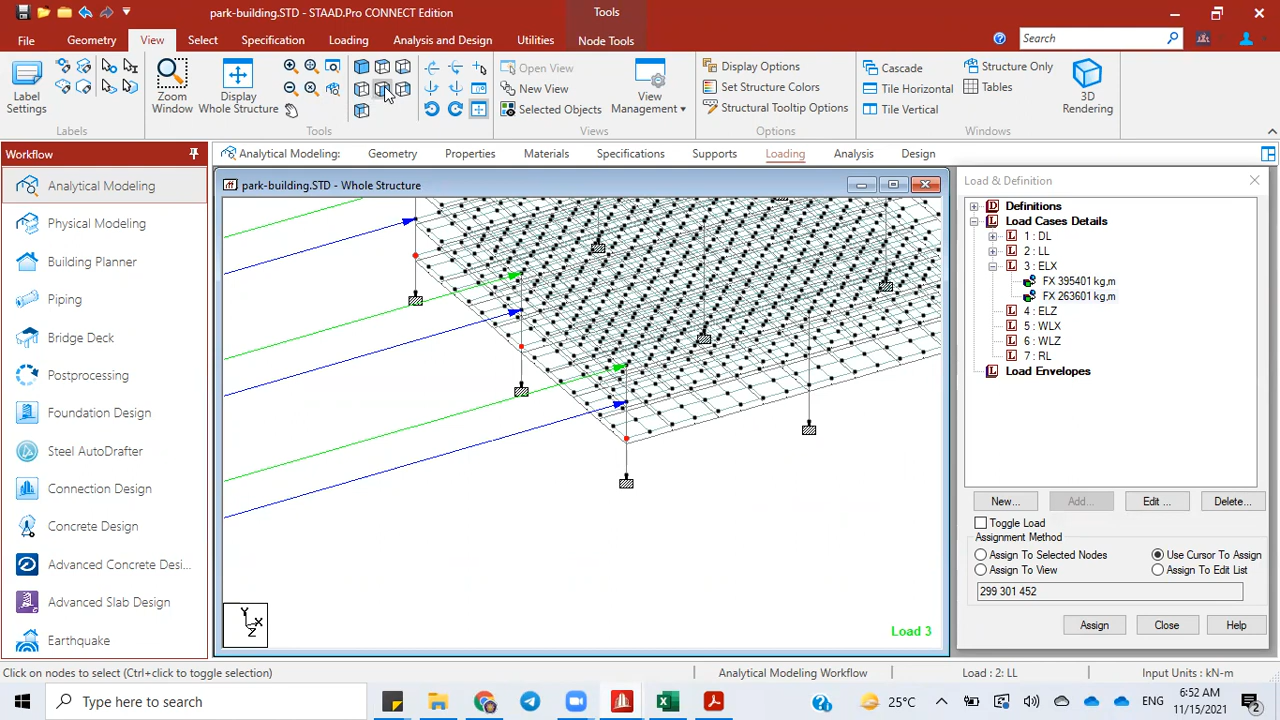 park-building.STD - STAAD.Pro CONNECT Edition
Tools
File
Geometry
View
Select
Specification
Loading
Analysis and Design
Utilities
Node Tools
Search
Label Settings
Labels
Zoom Window
Display Whole Structure
Tools
Open View
New View
Selected Objects
View Management
Views
Display Options
Set Structure Colors
Structural Tooltip Options
Options
Cascade
Tile Horizontal
Tile Vertical
Structure Only
Tables
Windows
3D Rendering
Workflow
Analytical Modeling:
Geometry
Properties
Materials
Specifications
Supports
Loading
Analysis
Design
Analytical Modeling
Physical Modeling
Building Planner
Piping
Bridge Deck
Postprocessing
Foundation Design
Steel AutoDrafter
Connection Design
Concrete Design
Advanced Concrete Desi...
Advanced Slab Design
Earthquake
park-building.STD - Whole Structure
Y
X
Z
Load 3
Load & Definition
Definitions
Load Cases Details
1 : DL
2 : LL
3 : ELX
FX 395401 kg,m
FX 263601 kg,m
4 : ELZ
5 : WLX
6 : WLZ
7 : RL
Load Envelopes
New...
Add...
Edit ...
Delete...
Toggle Load
Assignment Method
Assign To Selected Nodes
Use Cursor To Assign
Assign To View
Assign To Edit List
299 301 452
Assign
Close
Help
Click on nodes to select (Ctrl+click to toggle selection)
Analytical Modeling Workflow
Load : 2: LL
Input Units : kN-m
Type here to search
25°C
ENG
6:52 AM
11/15/2021
2